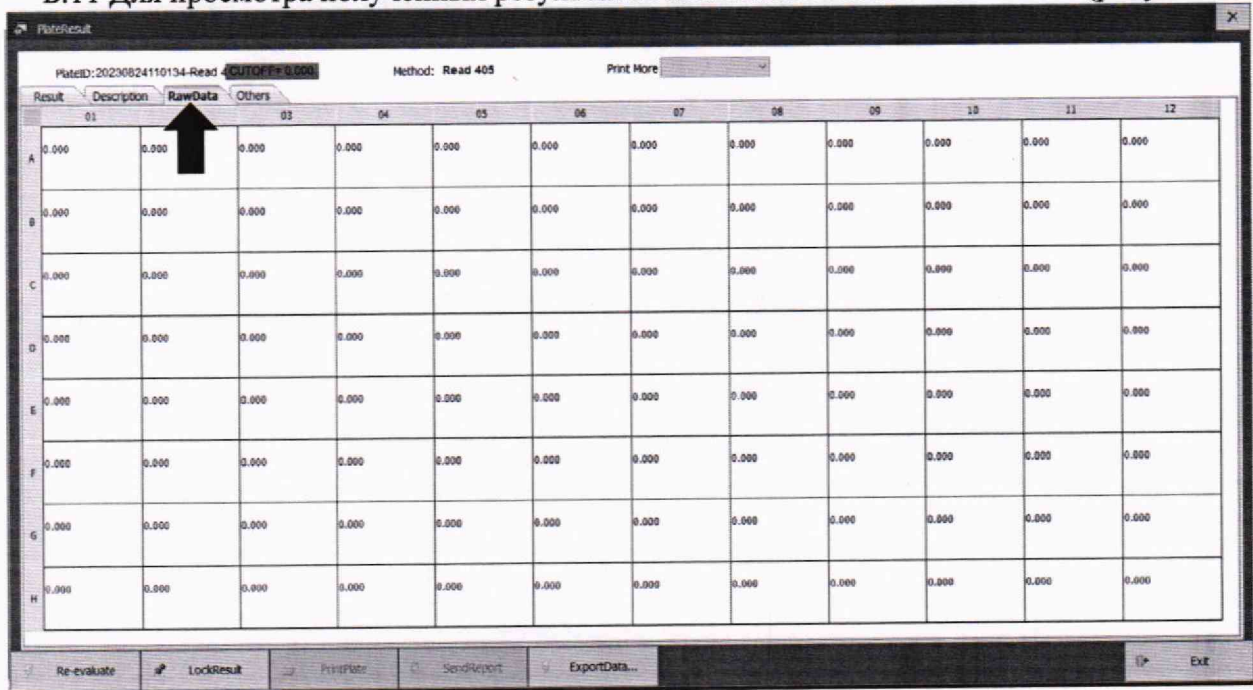 Для просмотра полученных
PlateResult
PlateID:20230824110134-Read 4 CUTOFF= 0.000 Method: Read 405 Print More
Result Description RawData Others
01 03 04 05 06 07 08 09 10 11 12
A 0.000 0.000 0.000 0.000 0.000 0.000 0.000 0.000 0.000 0.000 0.000 0.000
B 0.000 0.000 0.000 0.000 0.000 0.000 0.000 0.000 0.000 0.000 0.000 0.000
C 0.000 0.000 0.000 0.000 0.000 0.000 0.000 0.000 0.000 0.000 0.000 0.000
D 0.000 0.000 0.000 0.000 0.000 0.000 0.000 0.000 0.000 0.000 0.000 0.000
E 0.000 0.000 0.000 0.000 0.000 0.000 0.000 0.000 0.000 0.000 0.000 0.000
F 0.000 0.000 0.000 0.000 0.000 0.000 0.000 0.000 0.000 0.000 0.000 0.000
G 0.000 0.000 0.000 0.000 0.000 0.000 0.000 0.000 0.000 0.000 0.000 0.000
H 0.000 0.000 0.000 0.000 0.000 0.000 0.000 0.000 0.000 0.000 0.000 0.000
Re-evaluate LockResult PrintPlate SendReport ExportData... Exit